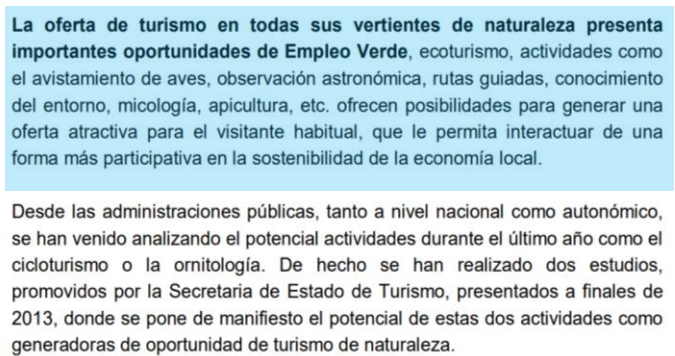 La oferta de turismo en todas sus vertientes de naturaleza presenta
importantes oportunidades de Empleo Verde, ecoturismo, actividades como
el avistamiento de aves, observación astronómica, rutas guiadas, conocimiento
del entorno, micología, apicultura, etc. ofrecen posibilidades para generar una
oferta atractiva para el visitante habitual, que le permita interactuar de una
forma más participativa en la sostenibilidad de la economía local.
Desde las administraciones públicas, tanto a nivel nacional como autonómico,
se han venido analizando el potencial actividades durante el último año como el
cicloturismo o la ornitología. De hecho se han realizado dos estudios,
promovidos por la Secretaria de Estado de Turismo, presentados a finales de
2013, donde se pone de manifiesto el potencial de estas dos actividades como
generadoras de oportunidad de turismo de naturaleza.